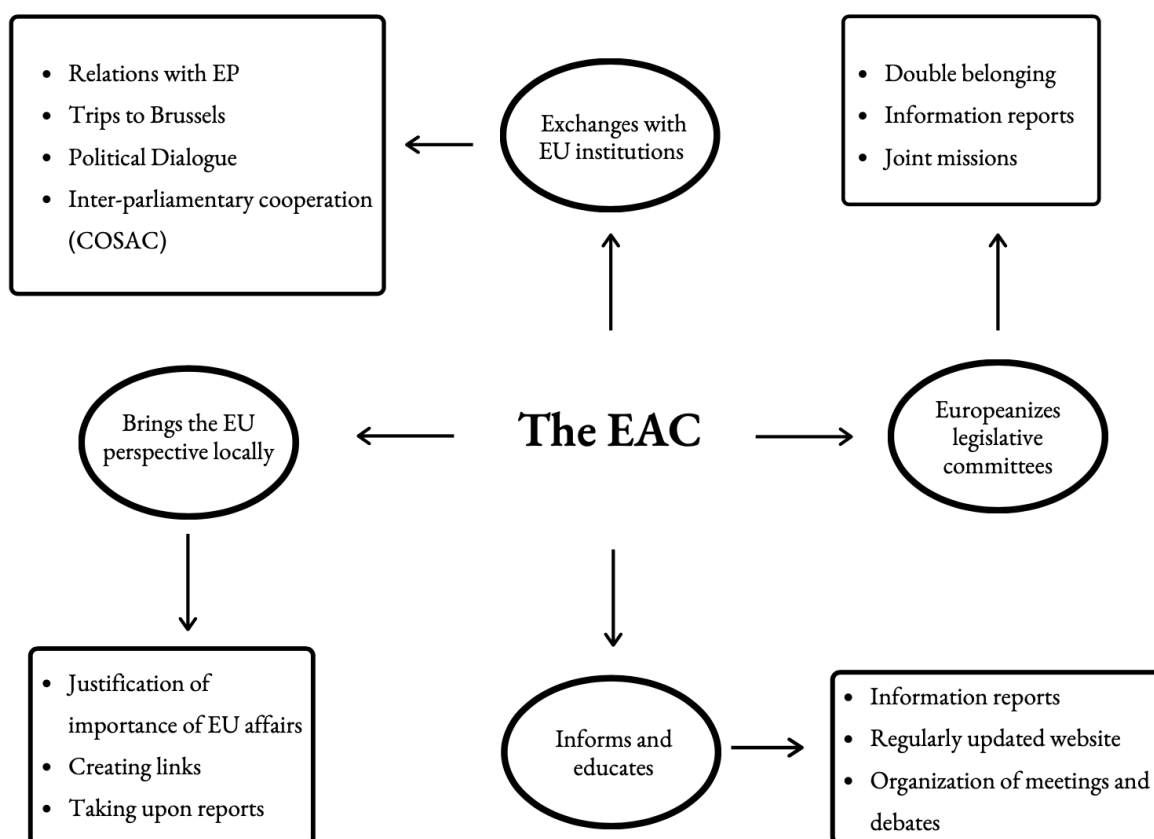 • Relations with EP
• Trips to Brussels
• Political Dialogue
• Inter-parliamentary cooperation
(COSAC)
Exchanges with
EU institutions
• Double belonging
• Information reports
• Joint missions
Brings the EU
perspective locally
The EAC
Europeanizes
legislative
committees
• Justification of
importance of EU affairs
• Creating links
• Taking upon reports
Informs and
educates
• Information reports
• Regularly updated website
• Organization of meetings and
debates